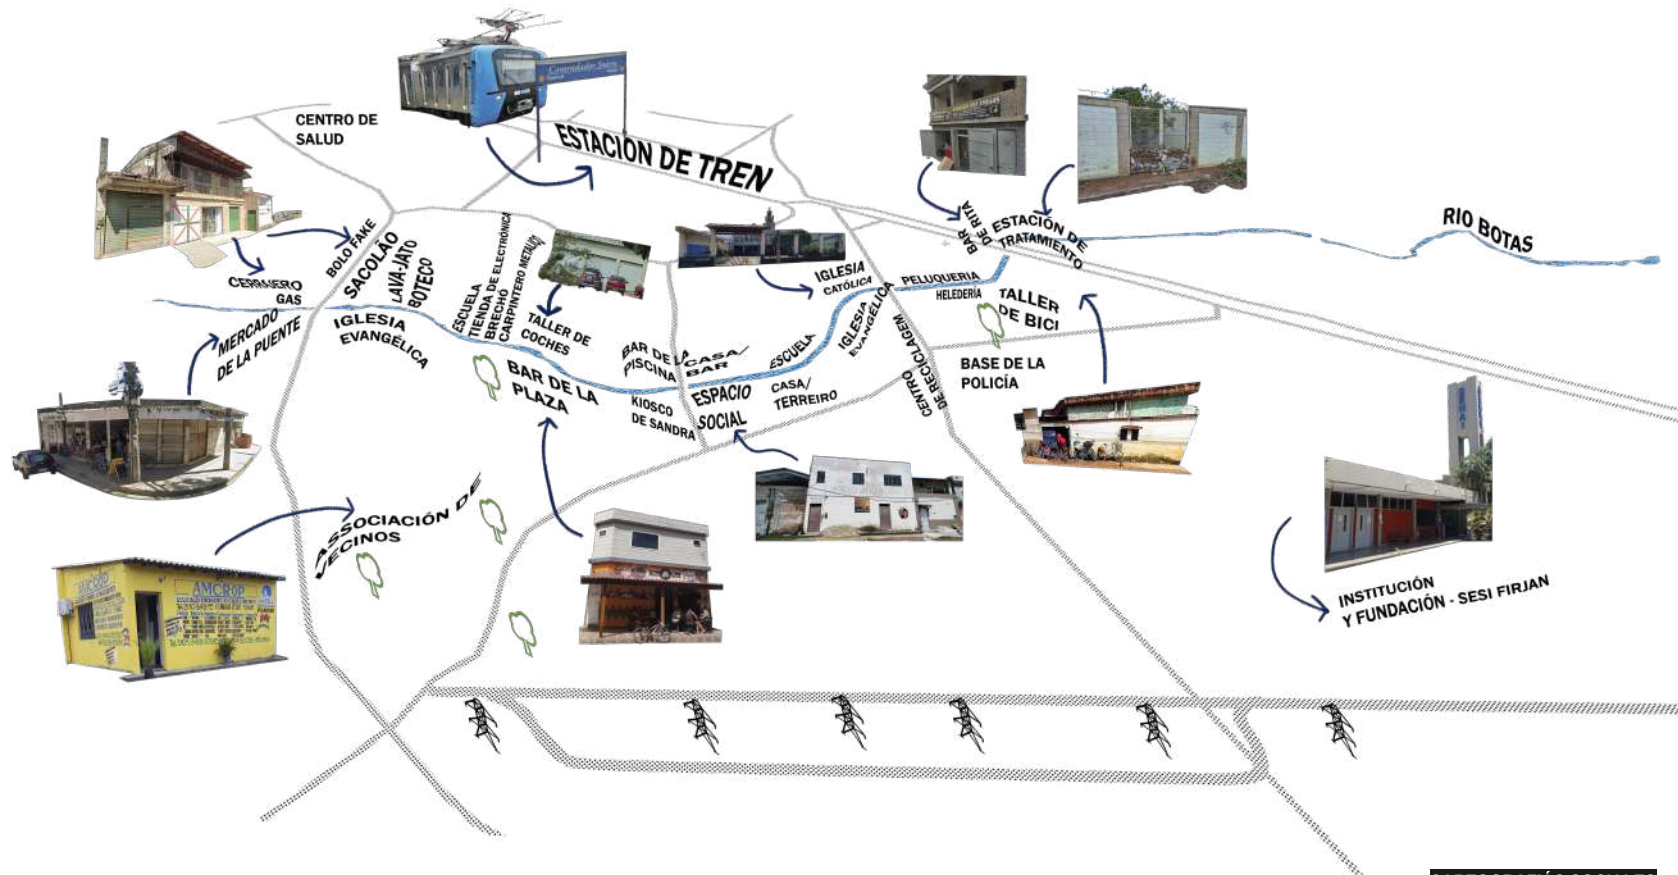 CENTRO DE
SALUD
Comendador Soares
ESTACIÓN DE TREN
BAR DE RITA
ESTACIÓN DE
TRATAMIENTO
RIO BOTAS
BOLO FAKE
SACOLÃO
LAVA-JATO
BOTECO
CERRAJERO
GAS
MERCADO
DE LA PUENTE
IGLESIA
EVANGÉLICA
ESCUELA
TIENDA DE ELECTRÓNICA
BRECHO
CARPINTERO METALICO
TALLER DE
COCHES
BAR DE LA
PLAZA
BAR DE LA
PISCINA
CASA/
BAR
KIOSCO
DE SANDRA
ESPACIO
SOCIAL
ESCUELA
CASA/
TERREIRO
IGLESIA
CATÓLICA
IGLESIA
EVANGÉLICA
PELUQUERIA
HELEDERÍA
TALLER
DE BICI
BASE DE LA
POLICÍA
CENTRO
DE RECICLAGEM
ASSOCIACIÓN DE
VECINOS
AMCROP
INSTITUCIÓN
Y FUNDACIÓN - SESI FIRJAN